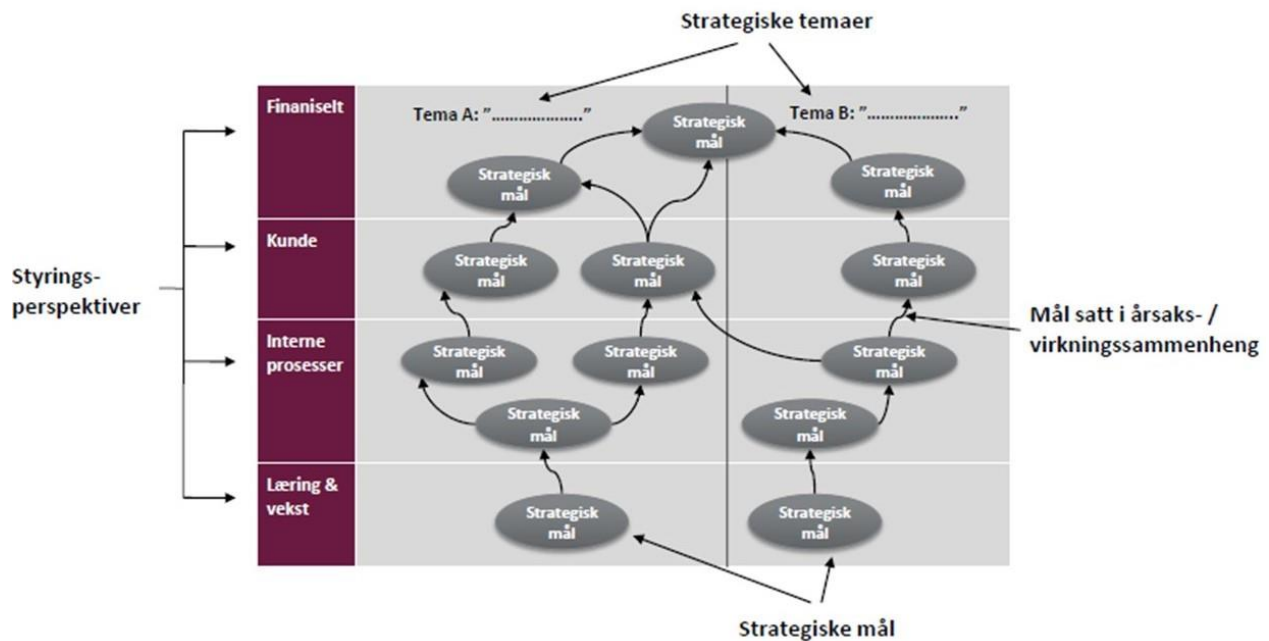 Strategiske temaer
Finaniselt
Tema A: ”...................”
Tema B: ”...................”
Strategisk
mål
Strategisk
mål
Strategisk
mål
Styrings-
perspektiver
Kunde
Strategisk
mål
Strategisk
mål
Strategisk
mål
Mål satt i årsaks- /
virkningssammenheng
Interne
prosesser
Strategisk
mål
Strategisk
mål
Strategisk
mål
Strategisk
mål
Strategisk
mål
Læring &
vekst
Strategisk
mål
Strategisk
mål
Strategiske mål